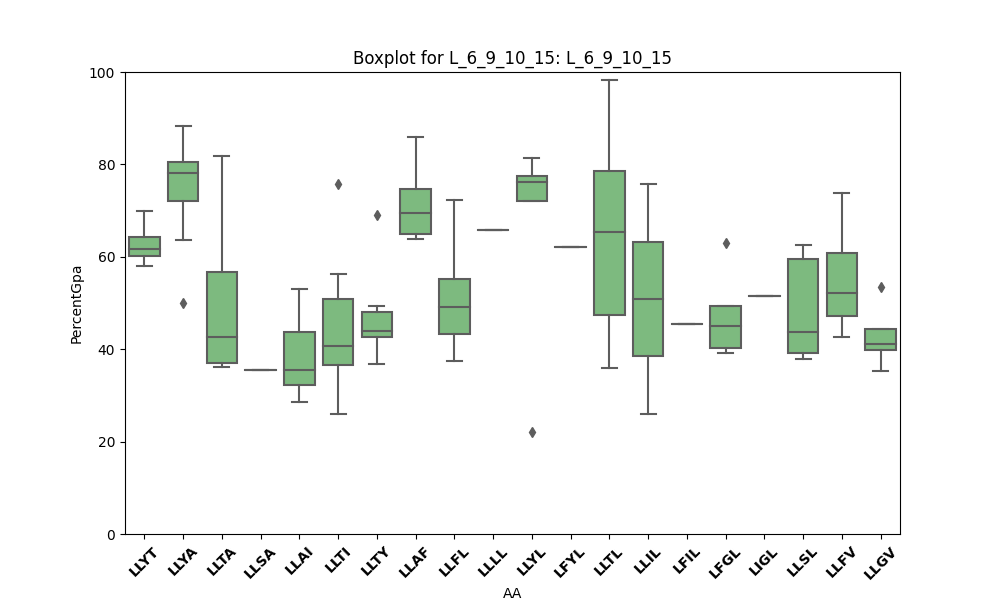 Boxplot for L_6_9_10_15: L_6_9_10_15
100
80
60
40
20
0
PercentGpa
LLYT LLYA LLTA LLSA LLAI LLTI LLTY LLAF LLFL LLLL LLYL LFYL LLTL LLIL LFIL LFGL LIGL LLSL LLFV LLGV
AA